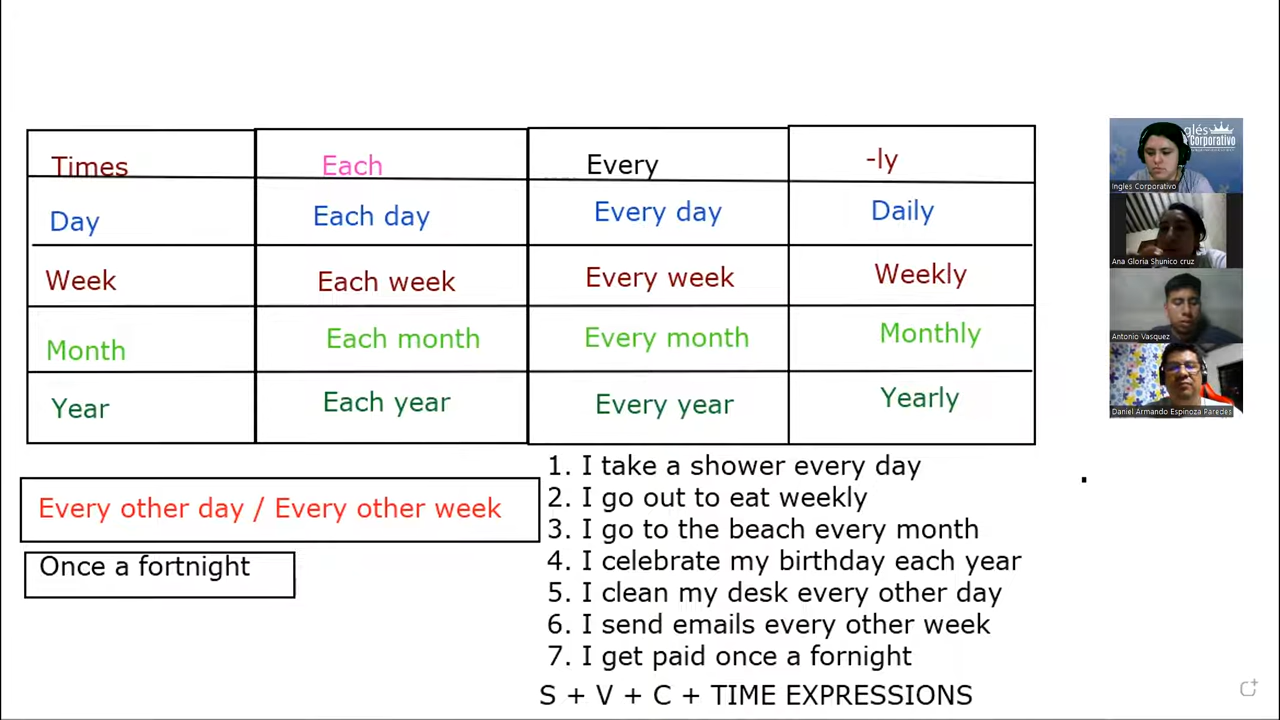 Times Each Every -ly
Day Each day Every day Daily
Week Each week Every week Weekly
Month Each month Every month Monthly
Year Each year Every year Yearly
Every other day / Every other week
Once a fortnight
1. I take a shower every day
2. I go out to eat weekly
3. I go to the beach every month
4. I celebrate my birthday each year
5. I clean my desk every other day
6. I send emails every other week
7. I get paid once a fornight
S + V + C + TIME EXPRESSIONS
glés
Corporativo
Ingles Corporativo
Ana Gloria Shunico cruz
Antonio Vasquez
Daniel Armando Espinoza Paredes